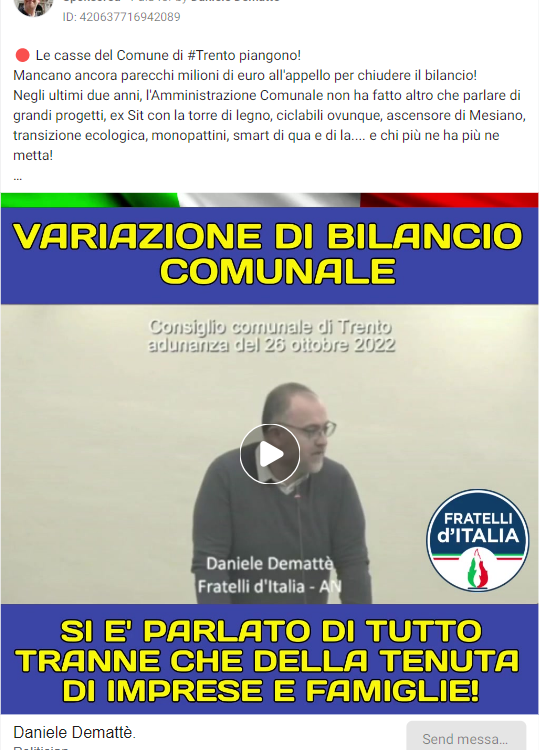 ID: 420637716942089
🔴 Le casse del Comune di #Trento piangono!
Mancano ancora parecchi milioni di euro all'appello per chiudere il bilancio!
Negli ultimi due anni, l'Amministrazione Comunale non ha fatto altro che parlare di
grandi progetti, ex Sit con la torre di legno, ciclabili ovunque, ascensore di Mesiano,
transizione ecologica, monopattini, smart di qua e di la.... e chi più ne ha più ne
metta!
...
VARIAZIONE DI BILANCIO
COMUNALE
Consiglio comunale di Trento
adunanza del 26 ottobre 2022
FRATELLI
d'ITALIA
Daniele Demattè
Fratelli d'Italia - AN
SI E' PARLATO DI TUTTO
TRANNE CHE DELLA TENUTA
DI IMPRESE E FAMIGLIE!
Daniele Demattè.
Send messa...